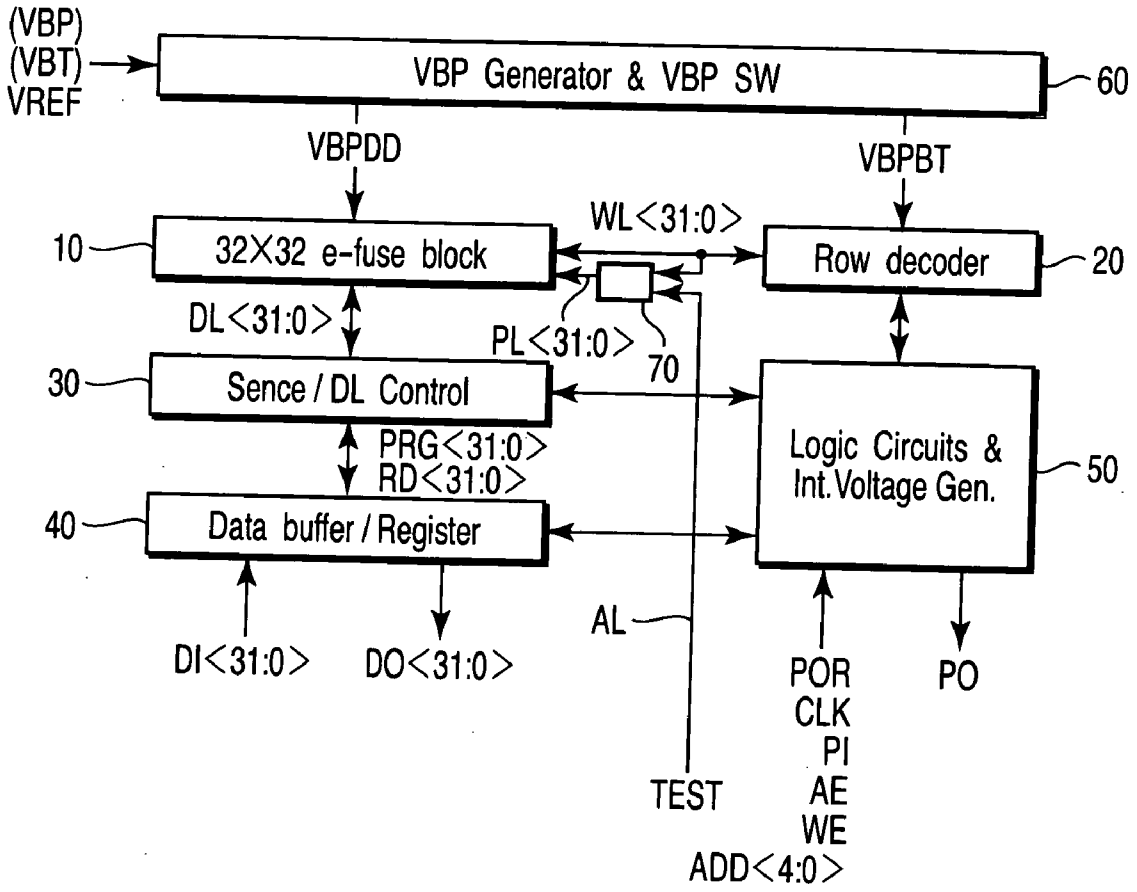 (VBP)
(VBT)
VREF
VBP Generator & VBP SW
60
VBPDD
VBPBT
10
32×32 e-fuse block
WL<31:0>
Row decoder
20
DL<31:0>
PL<31:0>
70
30
Sence / DL Control
PRG<31:0>
RD<31:0>
Logic Circuits &
Int.Voltage Gen.
50
40
Data buffer / Register
AL
DI<31:0>
DO<31:0>
POR
CLK
PI
AE
WE
ADD<4:0>
PO
TEST